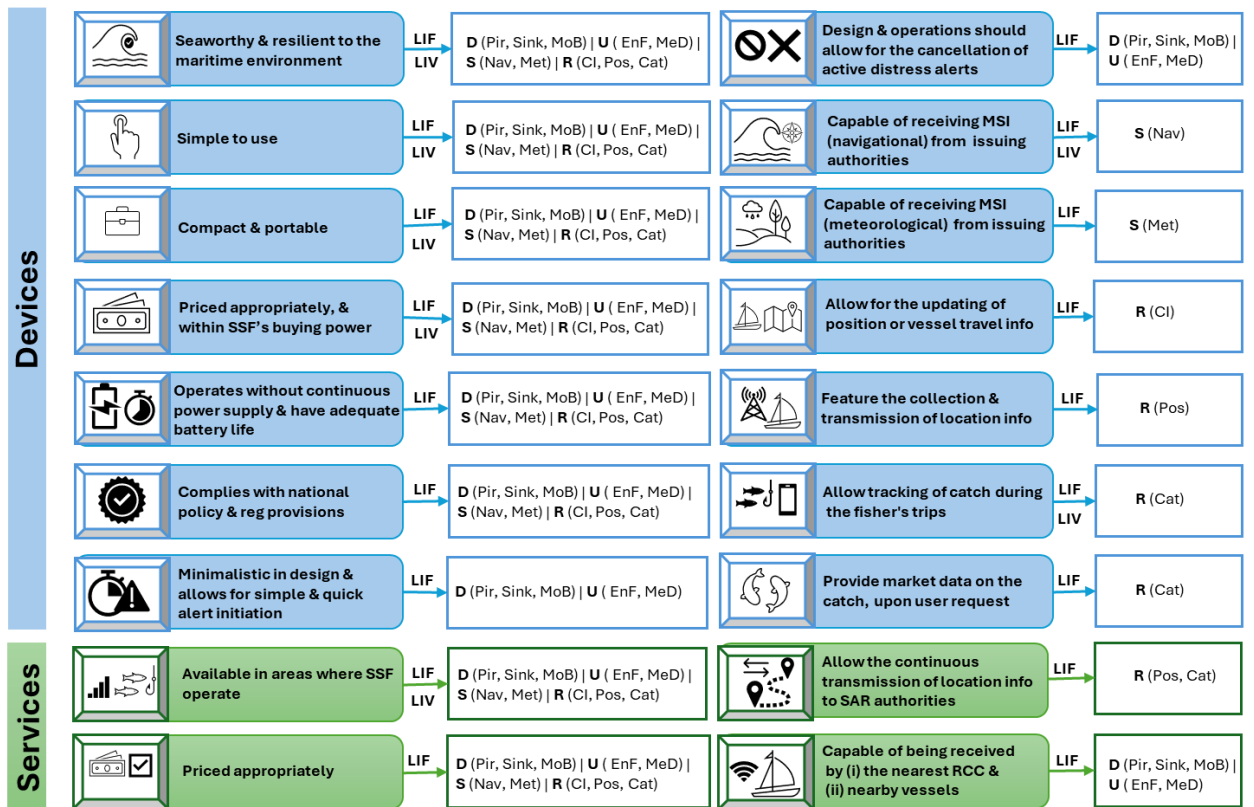 Devices
Seaworthy & resilient to the
maritime environment
LIF
LIV
D (Pir, Sink, MoB) | U ( EnF, MeD) |
S (Nav, Met) | R (CI, Pos, Cat)
Simple to use
LIF
LIV
D (Pir, Sink, MoB) | U ( EnF, MeD) |
S (Nav, Met) | R (CI, Pos, Cat)
Compact & portable
LIF
LIV
D (Pir, Sink, MoB) | U ( EnF, MeD) |
S (Nav, Met) | R (CI, Pos, Cat)
Priced appropriately, &
within SSF's buying power
LIF
LIV
D (Pir, Sink, MoB) | U ( EnF, MeD) |
S (Nav, Met) | R (CI, Pos, Cat)
Operates without continuous
power supply & have adequate
battery life
LIF
D (Pir, Sink, MoB) | U ( EnF, MeD) |
S (Nav, Met) | R (CI, Pos, Cat)
Complies with national
policy & reg provisions
LIF
D (Pir, Sink, MoB) | U ( EnF, MeD) |
S (Nav, Met) | R (CI, Pos, Cat)
Minimalistic in design &
allows for simple & quick
alert initiation
LIF
D (Pir, Sink, MoB) | U ( EnF, MeD)
Design & operations should
allow for the cancellation of
active distress alerts
LIF
D (Pir, Sink, MoB) |
U ( EnF, MeD)
Capable of receiving MSI
(navigational) from issuing
authorities
LIF
LIV
S (Nav)
Capable of receiving MSI
(meteorological) from issuing
authorities
LIF
LIV
S (Met)
Allow for the updating of
position or vessel travel info
LIF
R (CI)
Feature the collection &
transmission of location info
LIF
R (Pos)
Allow tracking of catch during
the fisher's trips
LIF
LIV
R (Cat)
Provide market data on the
catch, upon user request
LIF
R (Cat)
Services
Available in areas where SSF
operate
LIF
LIV
D (Pir, Sink, MoB) | U ( EnF, MeD) |
S (Nav, Met) | R (CI, Pos, Cat)
Priced appropriately
LIF
D (Pir, Sink, MoB) | U ( EnF, MeD) |
S (Nav, Met) | R (CI, Pos, Cat)
Allow the continuous
transmission of location info
to SAR authorities
LIF
R (Pos, Cat)
Capable of being received
by (i) the nearest RCC &
(ii) nearby vessels
LIF
D (Pir, Sink, MoB) |
U ( EnF, MeD)